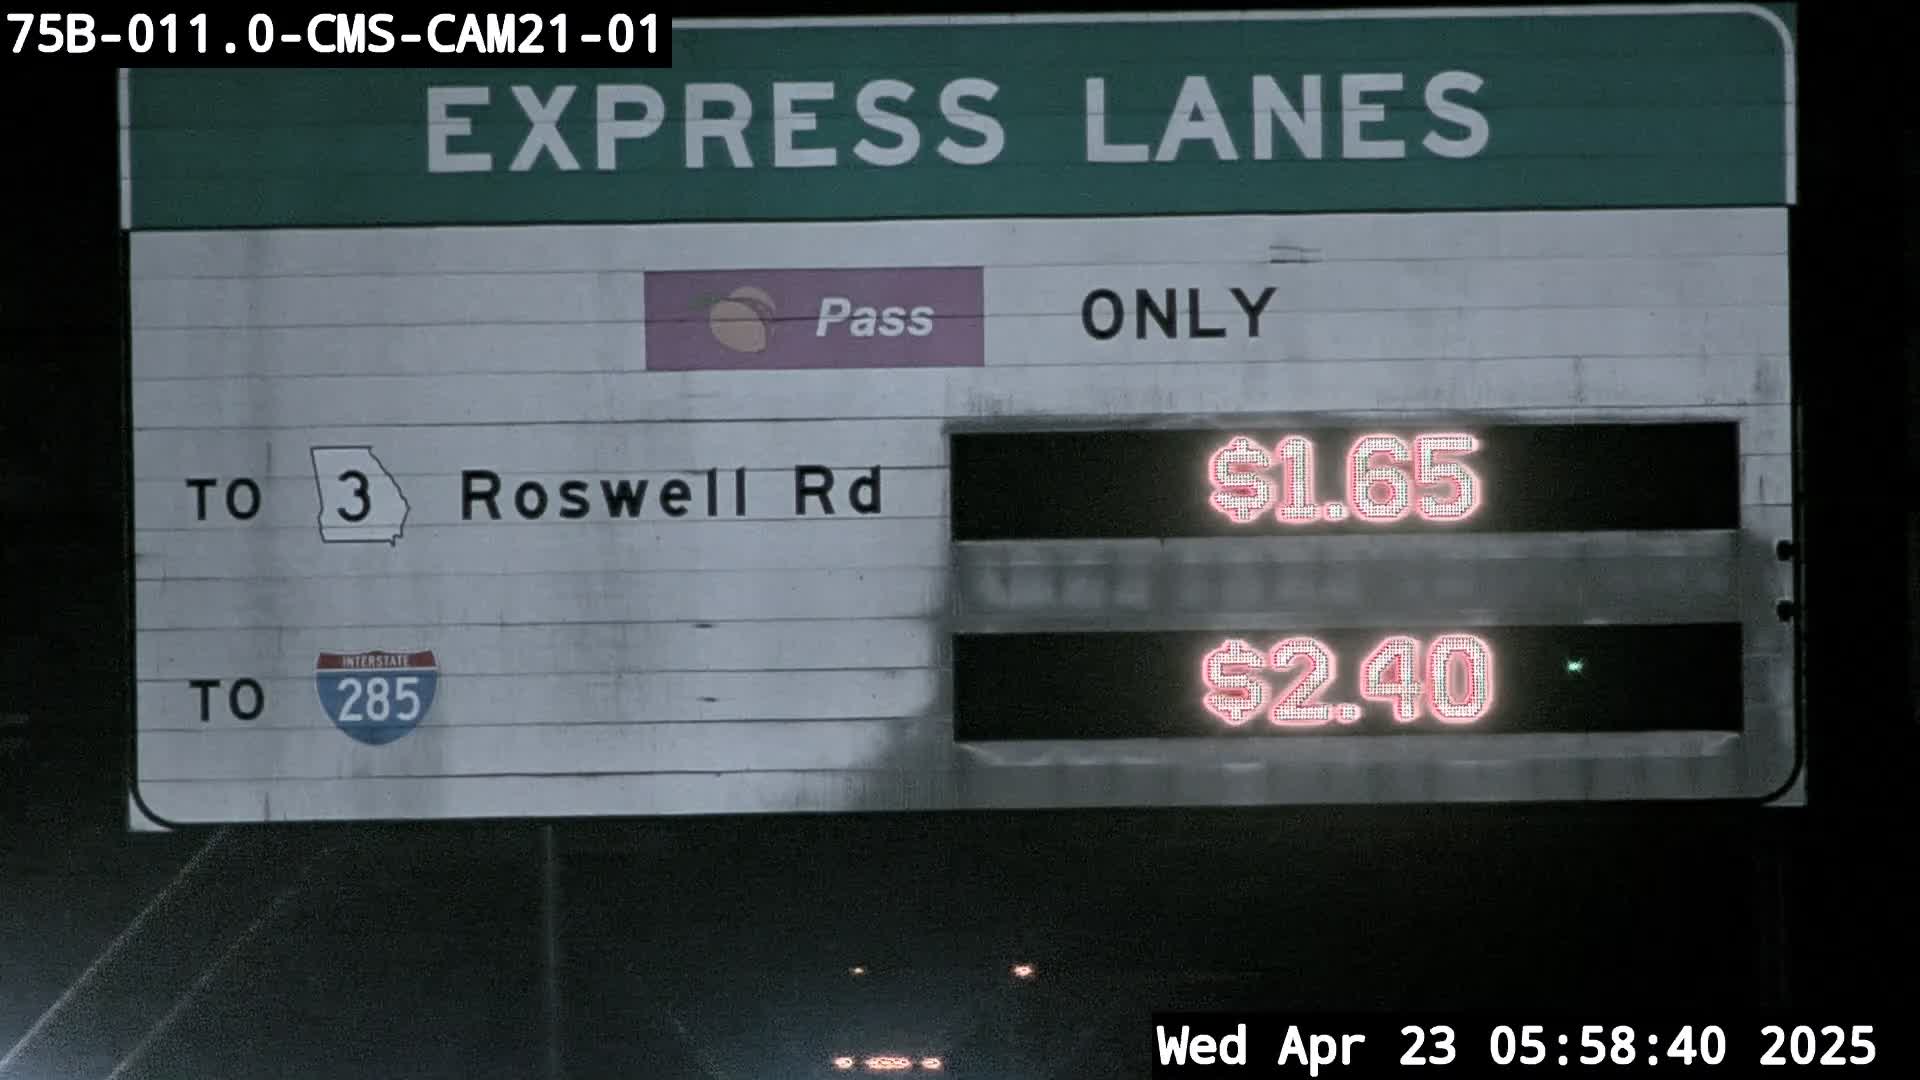 75B-011.0-CMS-CAM21-01
EXPRESS LANES
Pass ONLY
TO 3 Roswell Rd $1.65
TO INTERSTATE 285 $2.40
Wed Apr 23 05:58:40 2025